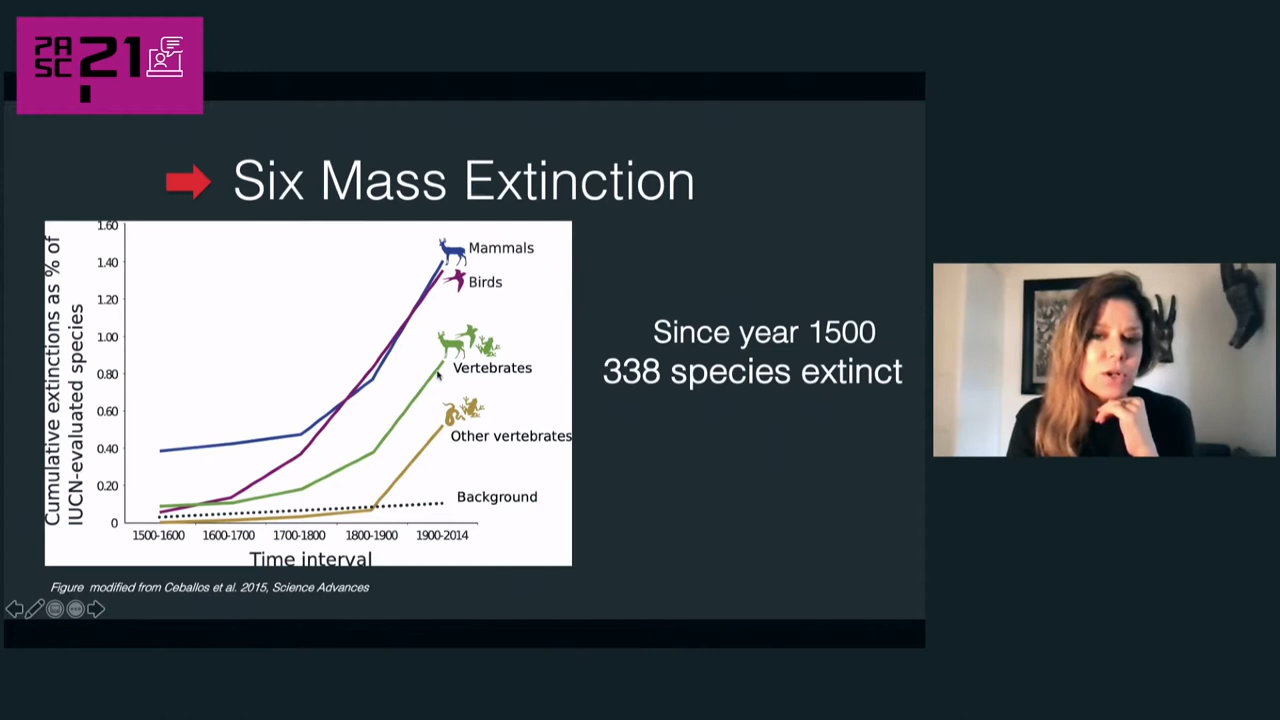 PA
SC 21
Six Mass Extinction
Cumulative extinctions as % of
IUCN-evaluated species
1.60
1.40
1.20
1.00
0.80
0.60
0.40
0.20
0
Mammals
Birds
Vertebrates
Other vertebrates
Background
1500-1600 1600-1700 1700-1800 1800-1900 1900-2014
Time interval
Since year 1500
338 species extinct
Figure modified from Ceballos et al. 2015, Science Advances